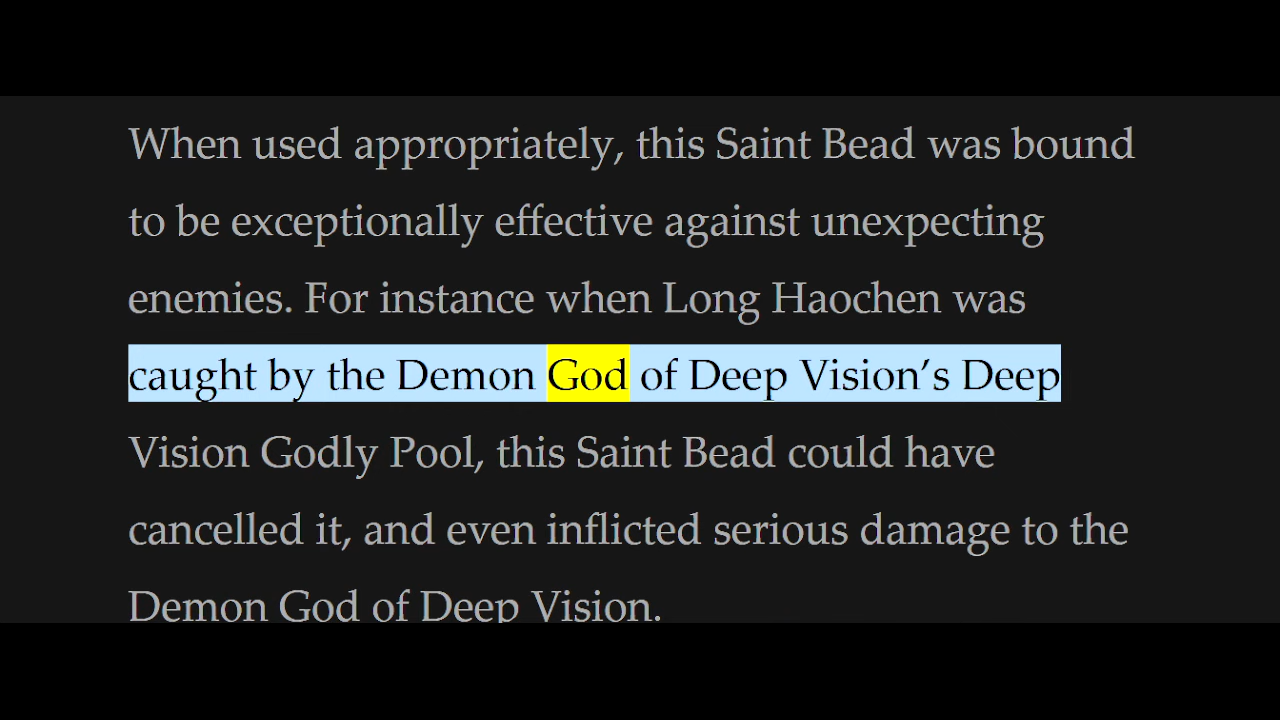 When used appropriately, this Saint Bead was bound
to be exceptionally effective against unexpecting
enemies. For instance when Long Haochen was
caught by the Demon God of Deep Vision’s Deep
Vision Godly Pool, this Saint Bead could have
cancelled it, and even inflicted serious damage to the
Demon God of Deep Vision.